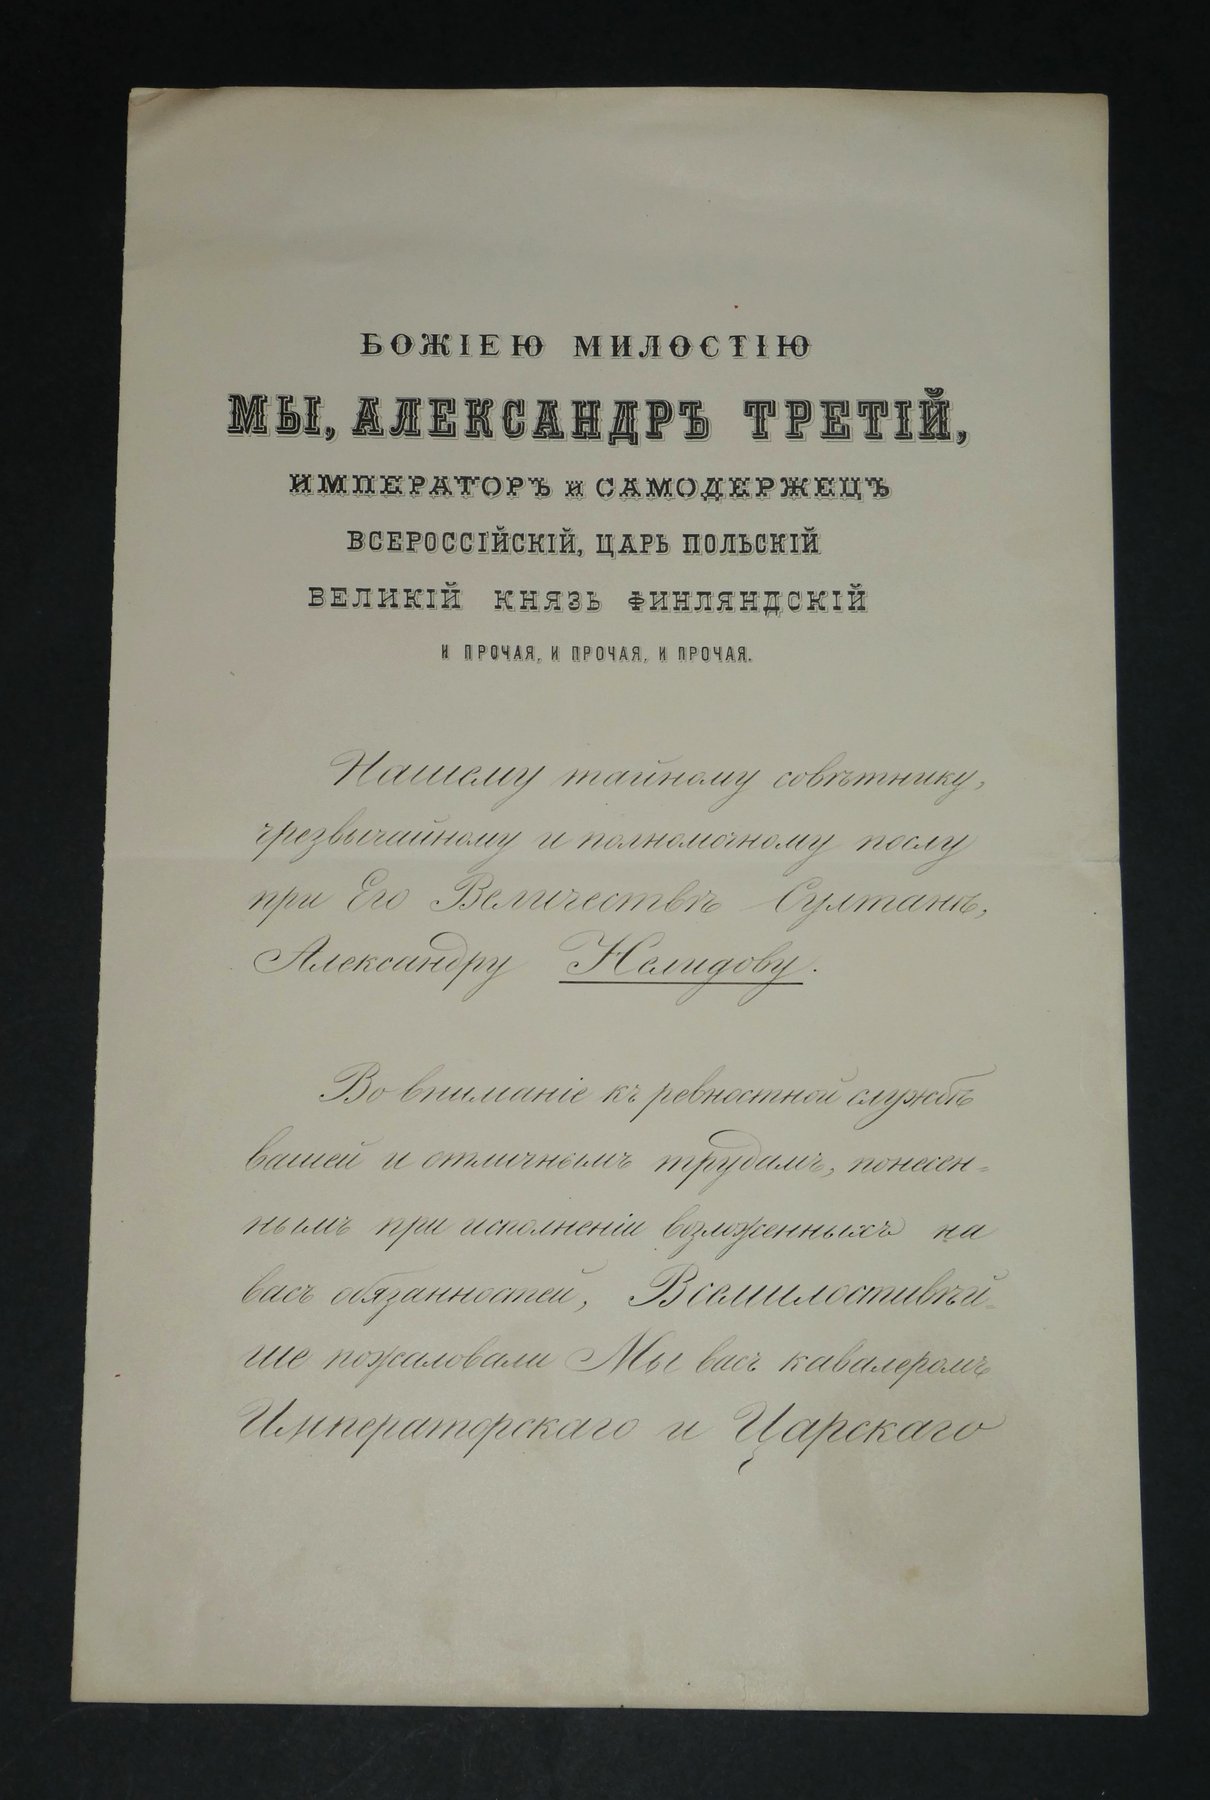 БОЖІЕЮ МИЛОСТІЮ
МЫ, АЛЕКСАНДРЪ ТРЕТІЙ,
ИМПЕРАТОРЪ и САМОДЕРЖЕЦЪ
ВСЕРОССІЙСКІЙ, ЦАРЬ ПОЛЬСКІЙ
ВЕЛИКІЙ КНЯЗЬ ФИНЛЯНДСКІЙ
И ПРОЧАЯ, И ПРОЧАЯ, И ПРОЧАЯ.
Нашему тайному совѣтнику,
чрезвычайному и полномочному послу
при Его Величествѣ Султанѣ,
Александру Нелидову.
Во вниманіе къ ревностной службѣ
вашей и отличнымъ трудамъ, понесен=
нымъ при исполненіи возложенныхъ на
васъ обязанностей, Всемилостивѣй=
ше пожаловали Мы васъ кавалеромъ
Императорскаго и Царскаго